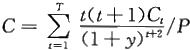 C = \sum_{t=1}^{T} \frac{t(t+1)C_t}{(1+y)^{t+2}} / P